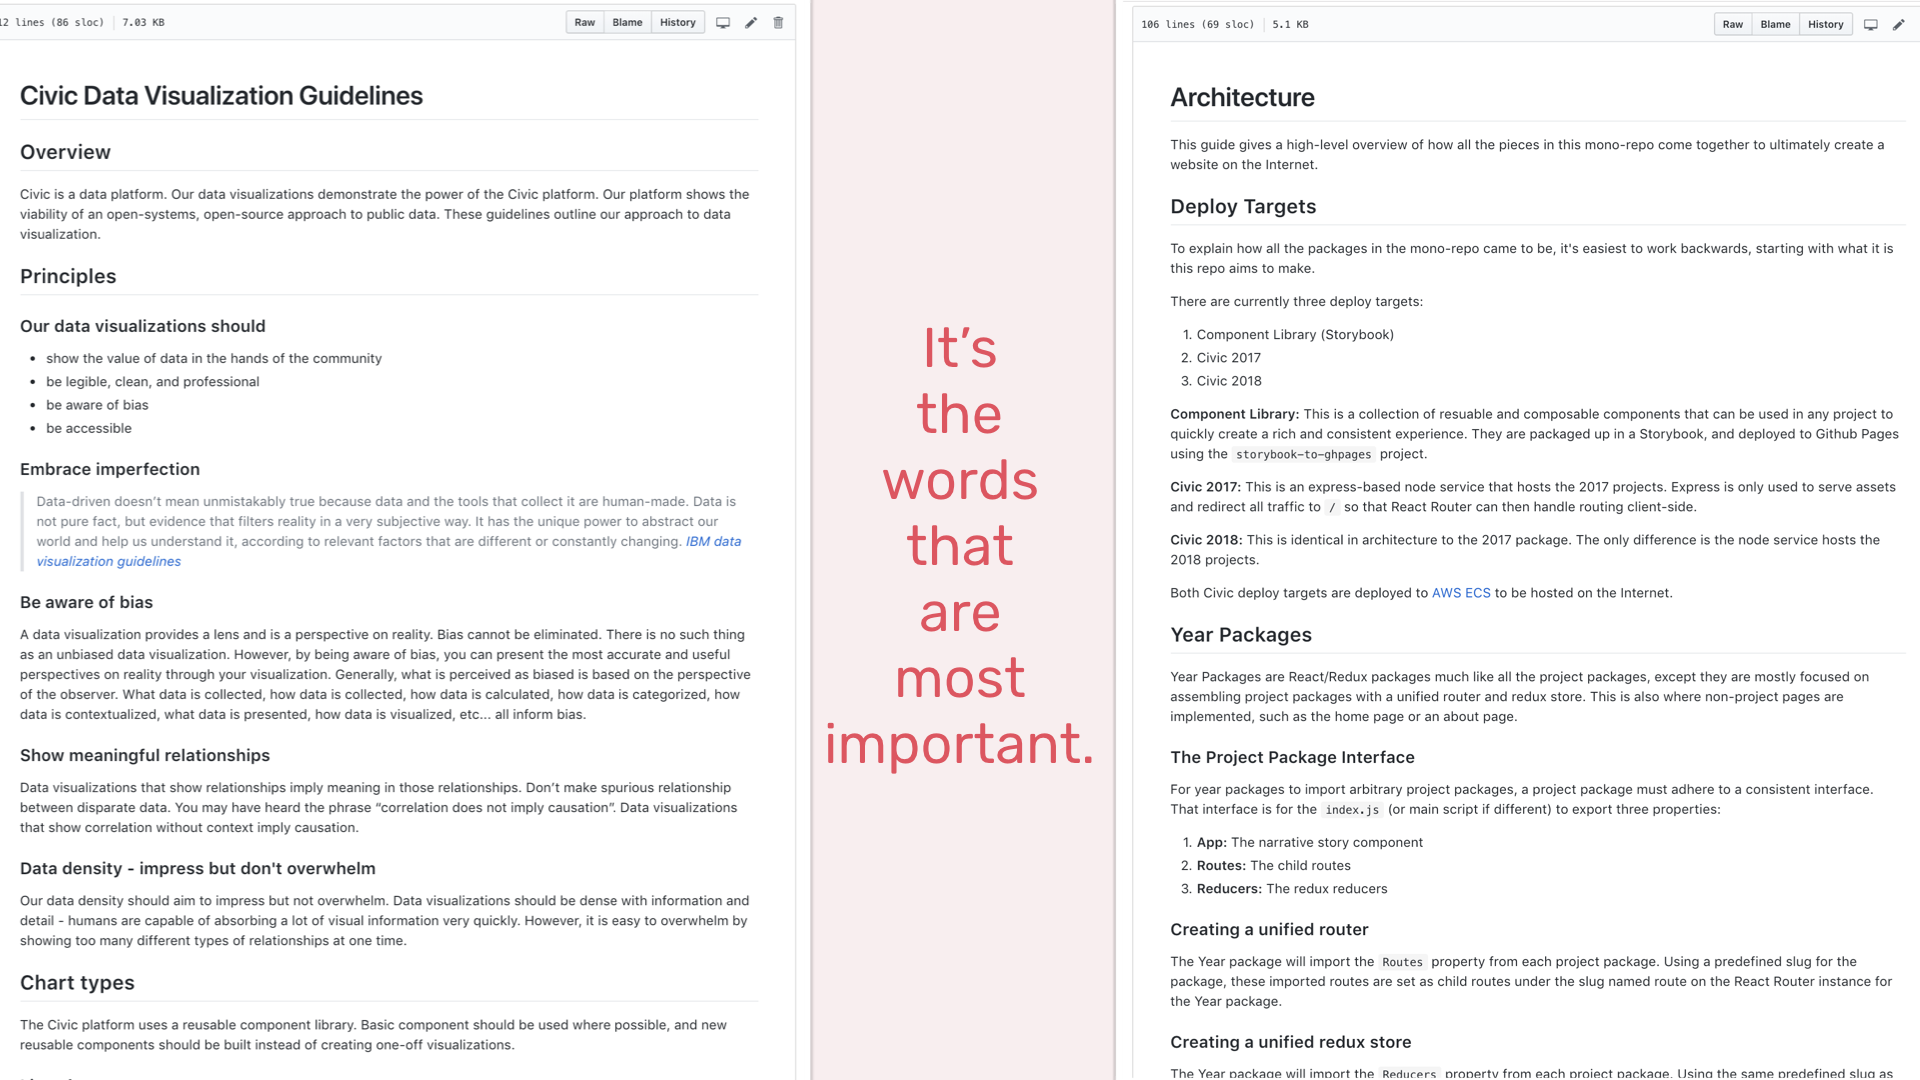 12 lines (86 sloc) 7.03 KB
Raw Blame History
Civic Data Visualization Guidelines
Overview
Civic is a data platform. Our data visualizations demonstrate the power of the Civic platform. Our platform shows the
viability of an open-systems, open-source approach to public data. These guidelines outline our approach to data
visualization.
Principles
Our data visualizations should
• show the value of data in the hands of the community
• be legible, clean, and professional
• be aware of bias
• be accessible
Embrace imperfection
Data-driven doesn’t mean unmistakably true because data and the tools that collect it are human-made. Data is
not pure fact, but evidence that filters reality in a very subjective way. It has the unique power to abstract our
world and help us understand it, according to relevant factors that are different or constantly changing. IBM data
visualization guidelines
Be aware of bias
A data visualization provides a lens and is a perspective on reality. Bias cannot be eliminated. There is no such thing
as an unbiased data visualization. However, by being aware of bias, you can present the most accurate and useful
perspectives on reality through your visualization. Generally, what is perceived as biased is based on the perspective
of the observer. What data is collected, how data is collected, how data is calculated, how data is categorized, how
data is contextualized, what data is presented, how data is visualized, etc... all inform bias.
Show meaningful relationships
Data visualizations that show relationships imply meaning in those relationships. Don’t make spurious relationship
between disparate data. You may have heard the phrase “correlation does not imply causation”. Data visualizations
that show correlation without context imply causation.
Data density - impress but don't overwhelm
Our data density should aim to impress but not overwhelm. Data visualizations should be dense with information and
detail - humans are capable of absorbing a lot of visual information very quickly. However, it is easy to overwhelm by
showing too many different types of relationships at one time.
Chart types
The Civic platform uses a reusable component library. Basic component should be used where possible, and new
reusable components should be built instead of creating one-off visualizations.
It’s
the
words
that
are
most
important.
106 lines (69 sloc) 5.1 KB
Raw Blame History
Architecture
This guide gives a high-level overview of how all the pieces in this mono-repo come together to ultimately create a
website on the Internet.
Deploy Targets
To explain how all the packages in the mono-repo came to be, it's easiest to work backwards, starting with what it is
this repo aims to make.
There are currently three deploy targets:
1. Component Library (Storybook)
2. Civic 2017
3. Civic 2018
Component Library: This is a collection of resuable and composable components that can be used in any project to
quickly create a rich and consistent experience. They are packaged up in a Storybook, and deployed to Github Pages
using the storybook-to-ghpages project.
Civic 2017: This is an express-based node service that hosts the 2017 projects. Express is only used to serve assets
and redirect all traffic to / so that React Router can then handle routing client-side.
Civic 2018: This is identical in architecture to the 2017 package. The only difference is the node service hosts the
2018 projects.
Both Civic deploy targets are deployed to AWS ECS to be hosted on the Internet.
Year Packages
Year Packages are React/Redux packages much like all the project packages, except they are mostly focused on
assembling project packages with a unified router and redux store. This is also where non-project pages are
implemented, such as the home page or an about page.
The Project Package Interface
For year packages to import arbitrary project packages, a project package must adhere to a consistent interface.
That interface is for the index.js (or main script if different) to export three properties:
1. App: The narrative story component
2. Routes: The child routes
3. Reducers: The redux reducers
Creating a unified router
The Year package will import the Routes property from each project package. Using a predefined slug for the
package, these imported routes are set as child routes under the slug named route on the React Router instance for
the Year package.
Creating a unified redux store
The Year package will import the Reducers property from each project package. Using the same predefined slug as